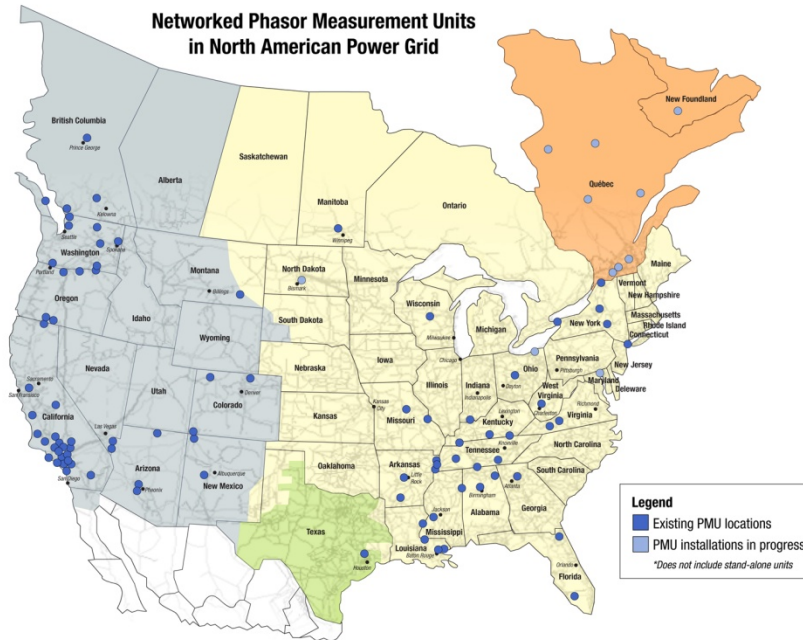 Networked Phasor Measurement Units
in North American Power Grid
British Columbia
Prince George
Alberta
Saskatchewan
Manitoba
Winnipeg
Ontario
Québec
New Foundland
Kelowna
Seattle
Spokane
Washington
Portland
Oregon
Idaho
Montana
Billings
Wyoming
North Dakota
Bismark
South Dakota
Minnesota
Wisconsin
Milwaukee
Michigan
Maine
Vermont
New Hampshire
Massachusetts
Rhode Island
Connecticut
New York
New Jersey
Pennsylvania
Pittsburgh
Maryland
Deleware
Nebraska
Iowa
Chicago
Illinois
Indiana
Indianapolis
Ohio
Dayton
West
Virginia
Charleston
Richmond
Virginia
Nevada
Utah
Colorado
Denver
Kansas
Kansas
City
Missouri
Lexington
Kentucky
Knoxville
North Carolina
Tennessee
South Carolina
Sacramento
San Francisco
California
Las Vegas
San Diego
Arizona
Phoenix
Albuquerque
New Mexico
Oklahoma
Arkansas
Little
Rock
Birmingham
Atlanta
Alabama
Georgia
Jackson
Mississippi
Louisiana
Baton Rouge
Texas
Houston
Orlando
Florida
Legend
Existing PMU locations
PMU installations in progress
*Does not include stand-alone units